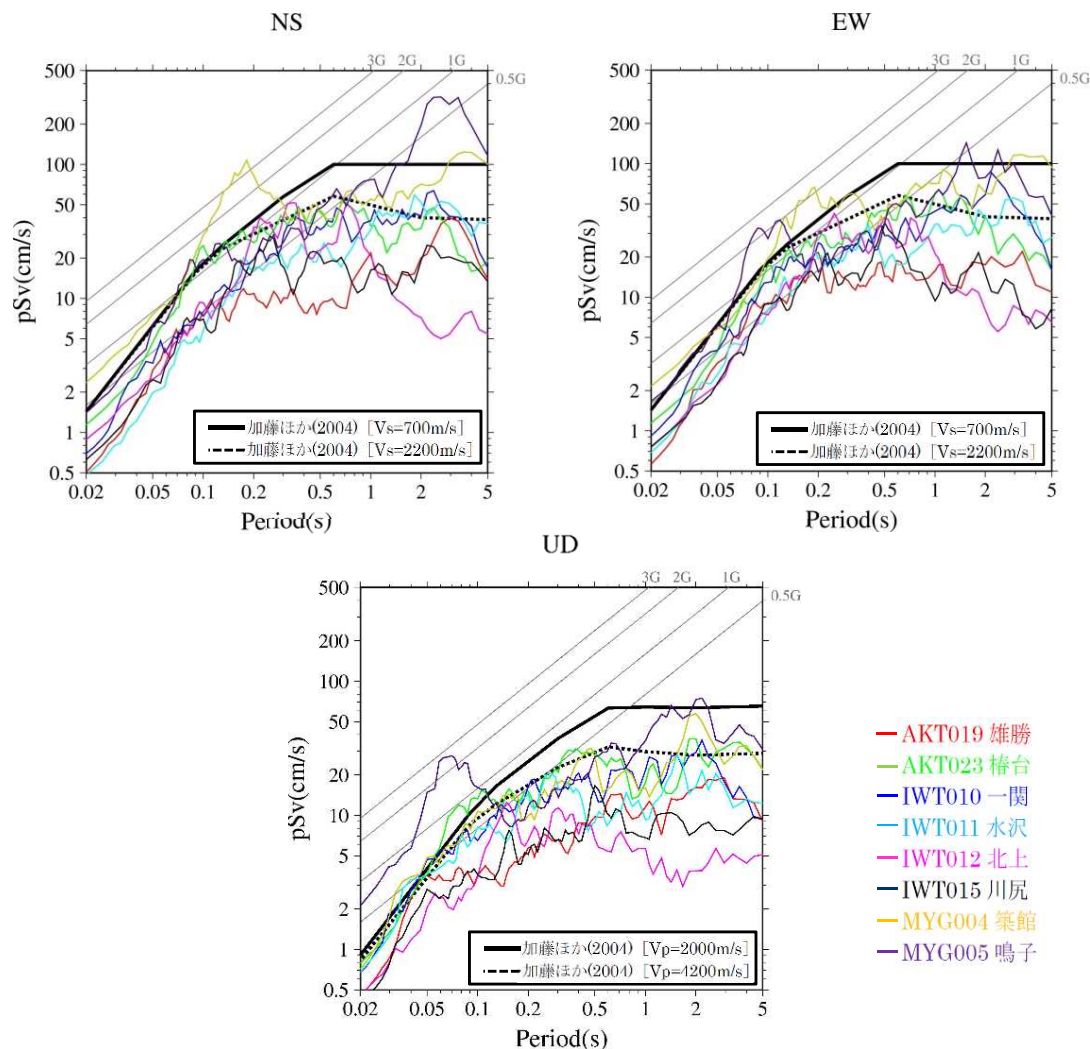 NS
3G 2G 1G
0.5G
500
200
100
50
20
10
5
2
1
0.5
pSv(cm/s)
加藤ほか(2004) [Vs=700m/s]
加藤ほか(2004) [Vs=2200m/s]
0.02 0.05 0.1 0.2 0.5 1 2 5
Period(s)
EW
3G 2G 1G
0.5G
500
200
100
50
20
10
5
2
1
0.5
pSv(cm/s)
加藤ほか(2004) [Vs=700m/s]
加藤ほか(2004) [Vs=2200m/s]
0.02 0.05 0.1 0.2 0.5 1 2 5
Period(s)
UD
3G 2G 1G
0.5G
500
200
100
50
20
10
5
2
1
0.5
pSv(cm/s)
加藤ほか(2004) [Vp=2000m/s]
加藤ほか(2004) [Vp=4200m/s]
0.02 0.05 0.1 0.2 0.5 1 2 5
Period(s)
AKT019 雄勝
AKT023 椿台
IWT010 一関
IWT011 水沢
IWT012 北上
IWT015 川尻
MYG004 築館
MYG005 鳴子